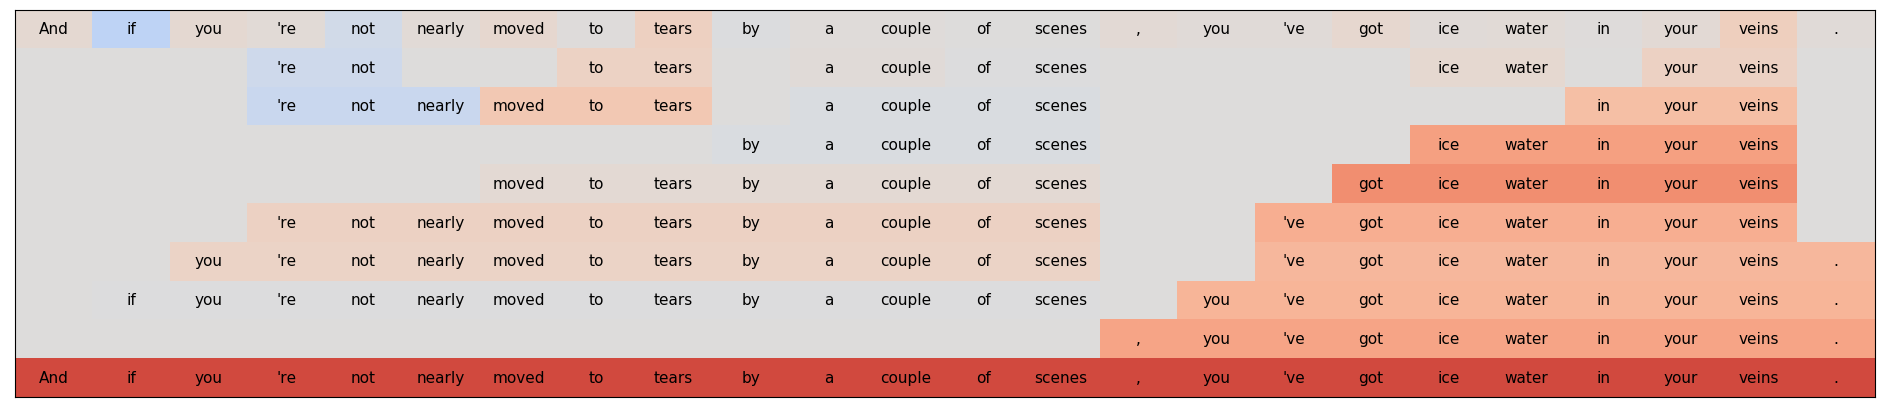 And if you 're not nearly moved to tears by a couple of scenes , you 've got ice water in your veins .
're not to tears a couple of scenes ice water your veins
're not nearly moved to tears a couple of scenes in your veins
by a couple of scenes ice water in your veins
moved to tears by a couple of scenes got ice water in your veins
're not nearly moved to tears by a couple of scenes 've got ice water in your veins
you 're not nearly moved to tears by a couple of scenes 've got ice water in your veins .
if you 're not nearly moved to tears by a couple of scenes you 've got ice water in your veins .
, you 've got ice water in your veins .
And if you 're not nearly moved to tears by a couple of scenes , you 've got ice water in your veins .